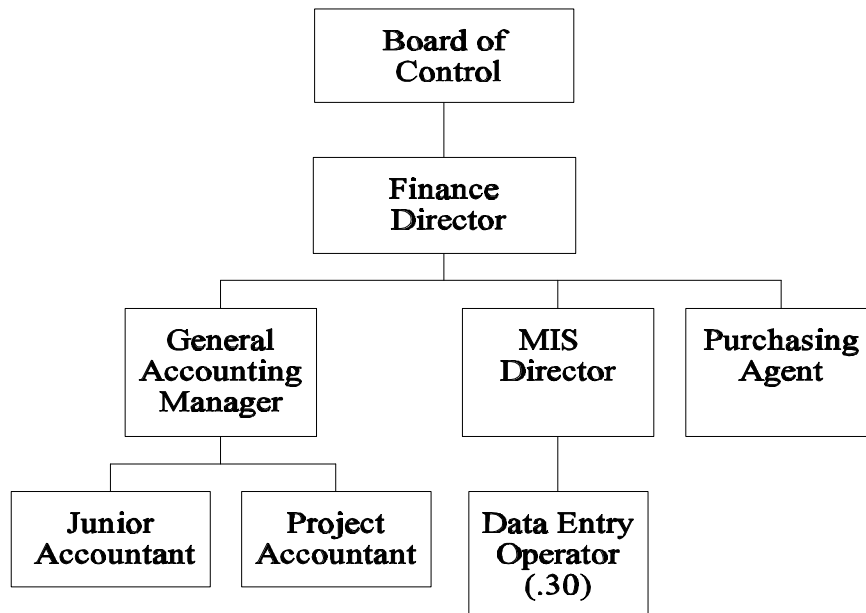 Board of
Control
Finance
Director
General
Accounting
Manager
MIS
Director
Purchasing
Agent
Junior
Accountant
Project
Accountant
Data Entry
Operator
(.30)